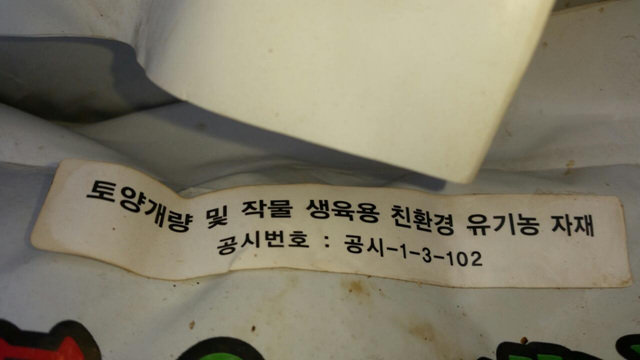 토양개량 및 작물 생육용 친환경 유기농 자재
공시번호 : 공시-1-3-102